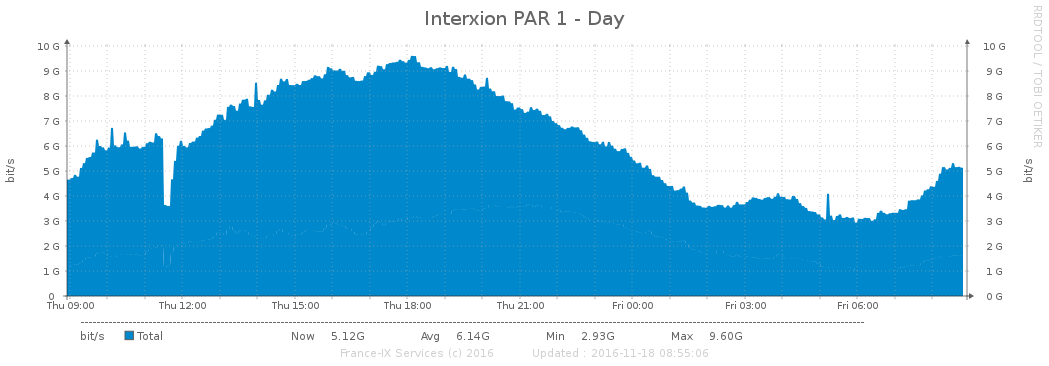 Interxion PAR 1 - Day
RRDTOOL / TOBI OETIKER
10 G 10 G
9 G 9 G
8 G 8 G
7 G 7 G
6 G 6 G
5 G 5 G
4 G 4 G
3 G 3 G
2 G 2 G
1 G 1 G
0 0 G
bit/s
bit/s
Thu 09:00 Thu 12:00 Thu 15:00 Thu 18:00 Thu 21:00 Fri 00:00 Fri 03:00 Fri 06:00
bit/s Total Now 5.12G Avg 6.14G Min 2.93G Max 9.60G
France-IX Services (c) 2016 Updated : 2016-11-18 08:55:06